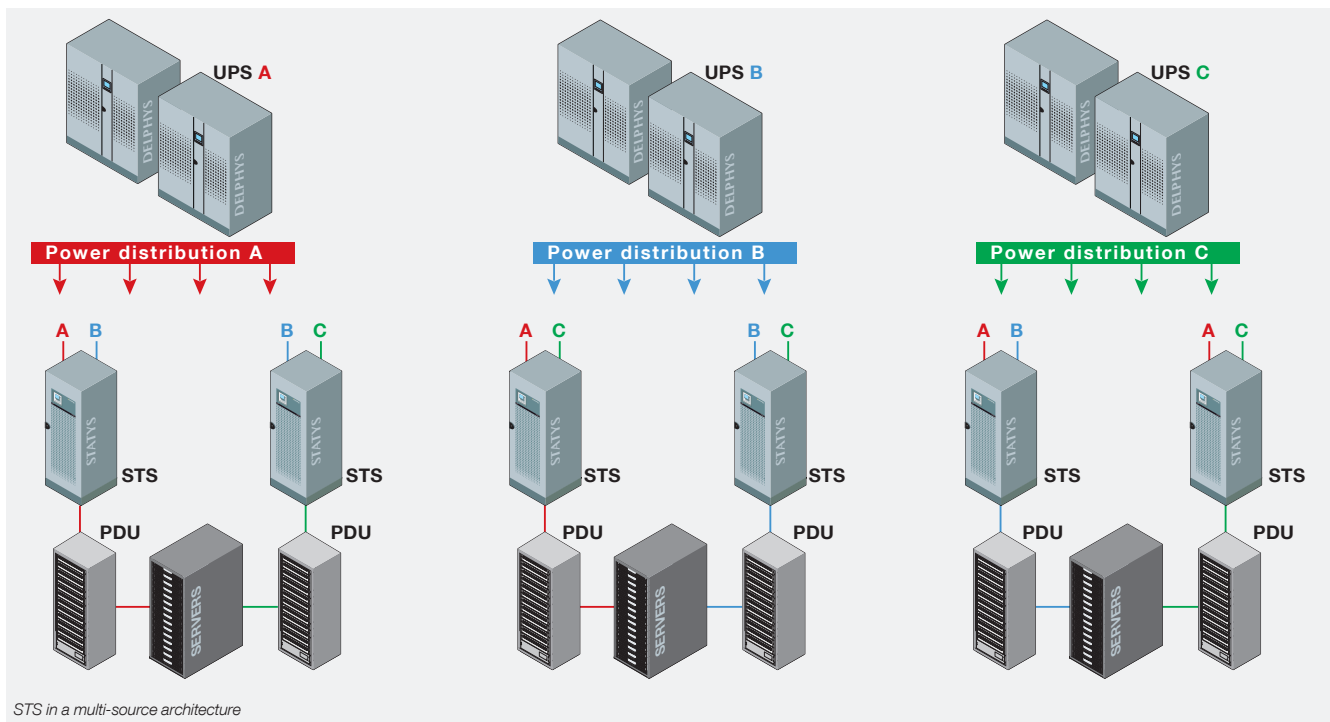 UPS A
UPS B
UPS C
DELPHYS
DELPHYS
DELPHYS
DELPHYS
DELPHYS
DELPHYS
Power distribution A
Power distribution B
Power distribution C
A B
B C
A C
B C
A B
A C
STATYS
STATYS
STATYS
STATYS
STATYS
STATYS
STS
STS
STS
STS
STS
STS
PDU
PDU
PDU
PDU
PDU
PDU
SERVERS
SERVERS
SERVERS
STS in a multi-source architecture